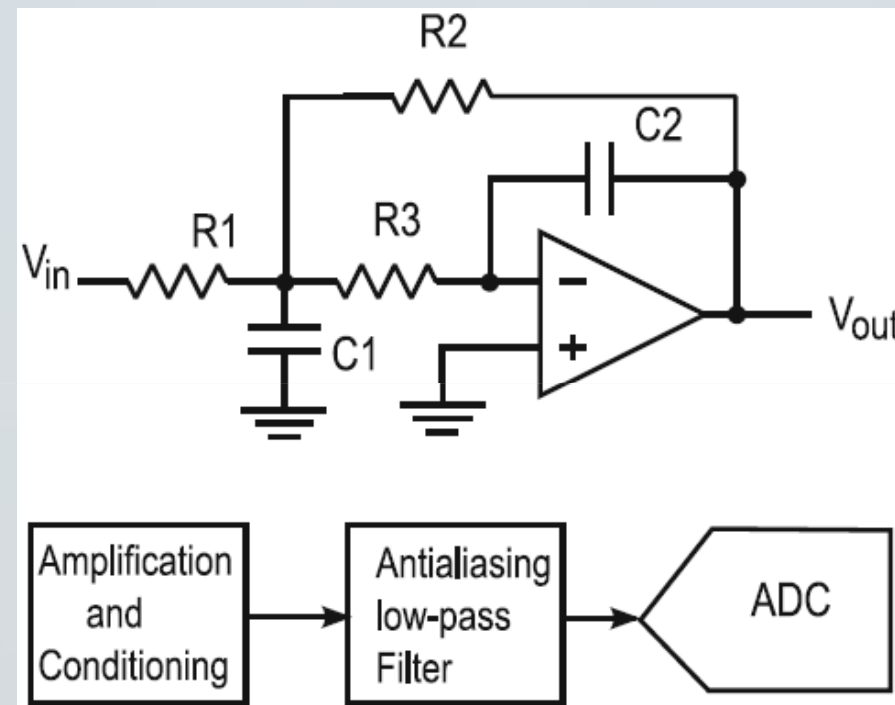 R2
C2
R1
R3
Vin
−
Vout
+
C1
Amplification
and
Conditioning
Antialiasing
low-pass
Filter
ADC